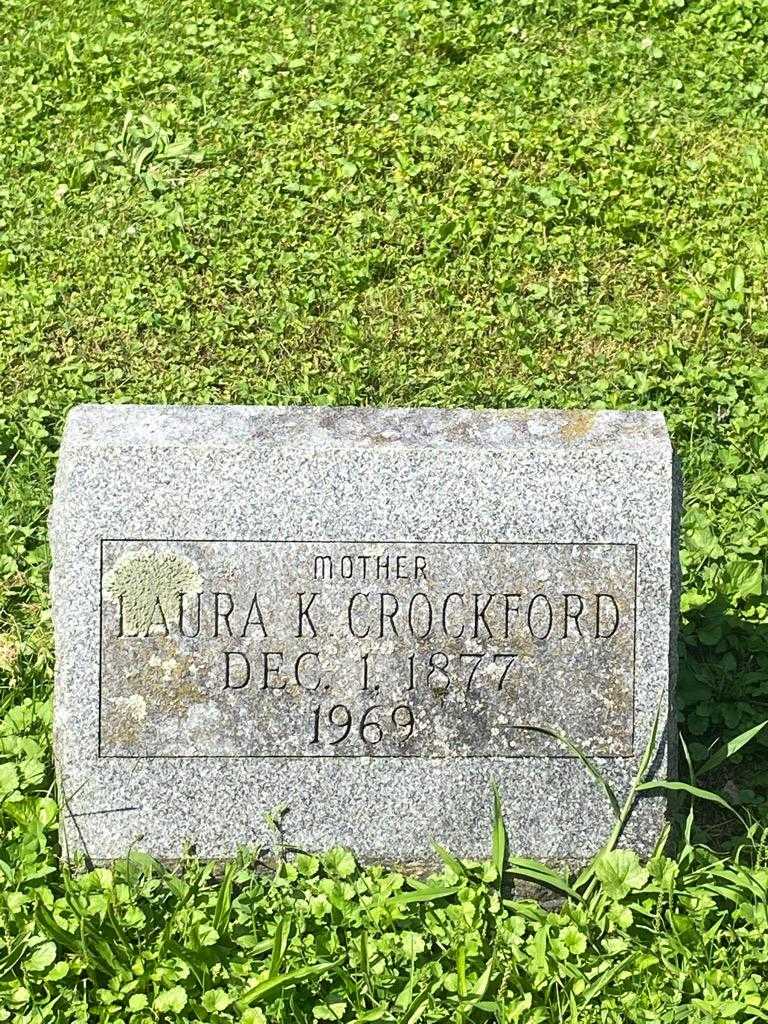 MOTHER
LAURA K. CROCKFORD
DEC. 1, 1877
1969